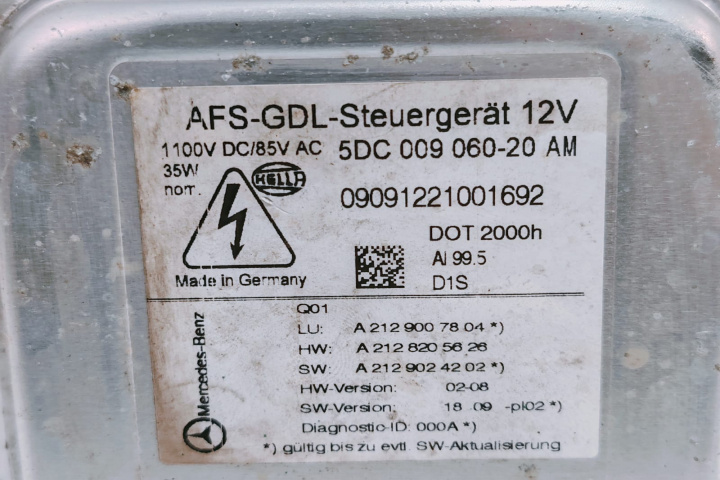 AFS-GDL-Steuergerät 12V
1100V DC/85V AC 5DC 009 060-20 AM
35W
nom.
HELLA
09091221001692
DOT 2000h
Al 99.5
D1S
Made in Germany
Q01
LU: A 212 900 78 04 *)
HW: A 212 820 56 26
SW: A 212 902 42 02 *)
HW-Version: 02-08
SW-Version: 18 09 -pl02 *)
Diagnostic-ID: 000A *)
*) gültig bis zu evtl. SW-Aktualisierung
Mercedes-Benz